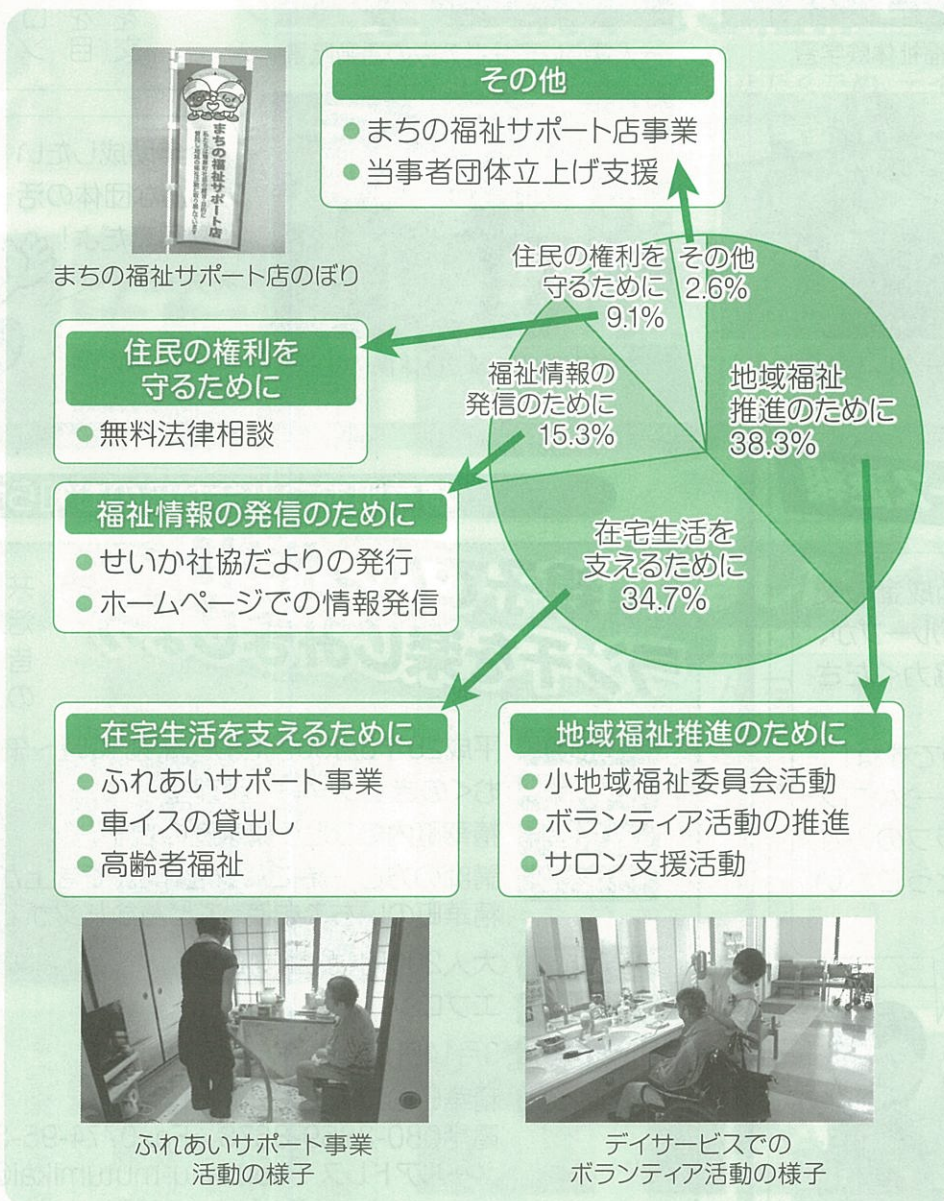 まちの福祉サポート店
まちの福祉サポート店のぼり
その他
まちの福祉サポート店事業
当事者団体立上げ支援
住民の権利を
守るために
9.1%
その他
2.6%
住民の権利を
守るために
無料法律相談
福祉情報の
発信のために
15.3%
地域福祉
推進のために
38.3%
福祉情報の発信のために
せいか社協だよりの発行
ホームページでの情報発信
在宅生活を
支えるために
34.7%
在宅生活を支えるために
ふれあいサポート事業
車イスの貸出し
高齢者福祉
地域福祉推進のために
小地域福祉委員会活動
ボランティア活動の推進
サロン支援活動
ふれあいサポート事業
活動の様子
デイサービスでの
ボランティア活動の様子